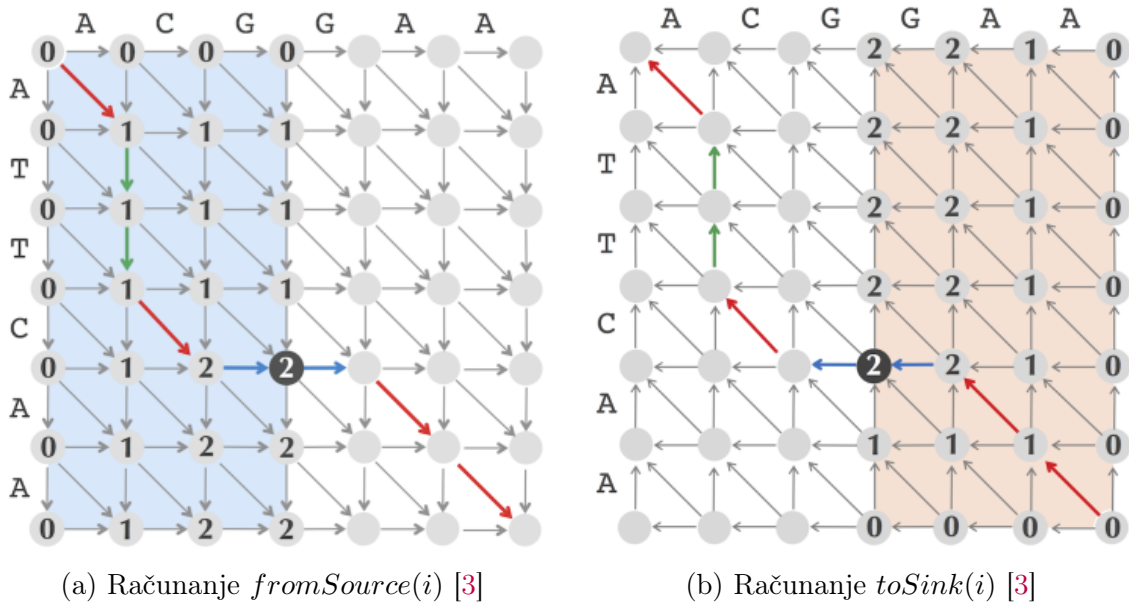 A C G G A A
0 0 0 0
A
0 1 1 1
T
0 1 1 1
T
0 1 1 1
C
0 1 2 2
A
0 1 2 2
A
0 1 2 2
(a) Računanje fromSource(i) [3]
A C G G A A
2 2 1 0
A
2 2 1 0
T
2 2 1 0
T
2 2 1 0
C
2 2 1 0
A
1 1 1 0
A
0 0 0 0
(b) Računanje toSink(i) [3]